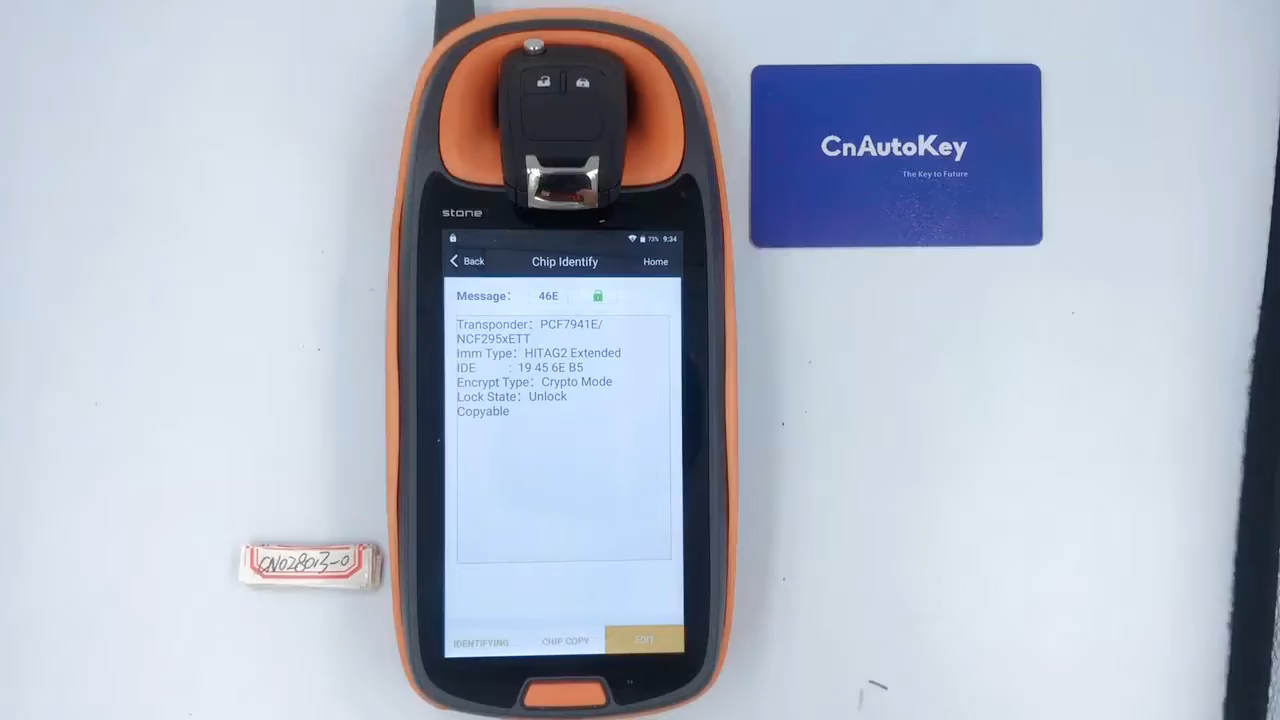 stone
73% 9:34
Back Chip Identify Home
Message: 46E
Transponder: PCF7941E/
NCF295xETT
Imm Type: HITAG2 Extended
IDE : 19 45 6E B5
Encrypt Type: Crypto Mode
Lock State: Unlock
Copyable
IDENTIFYING... CHIP COPY EDIT
CnAutoKey
The Key to Future
CN028013-0